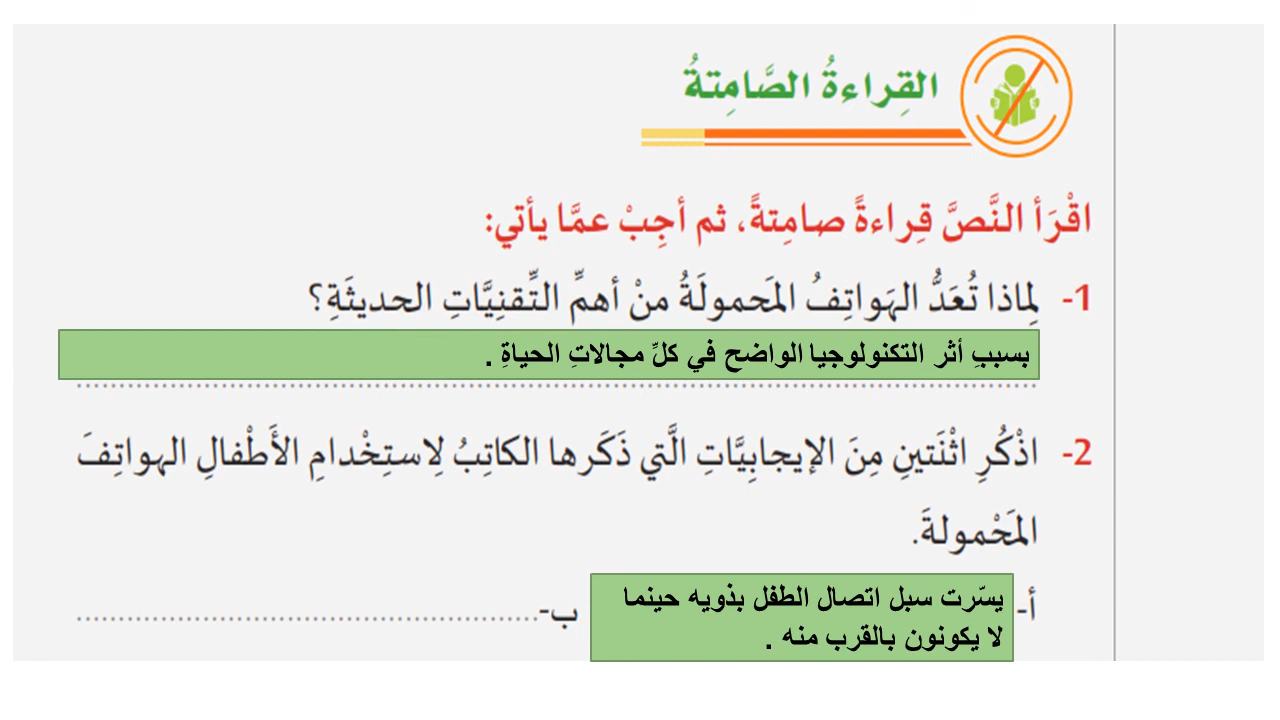 القِراءةُ الصَّامِتةُ
اقْرَأ النَّصَّ قِراءةً صامِتةً، ثم أجِبْ عمَّا يأتي:
1- لِماذا تُعَدُّ الهَواتِفُ المَحمولَةُ منْ أهمِّ التِّقنِيَّاتِ الحديثَةِ؟
بسببِ أثر التكنولوجيا الواضح في كلِّ مجالاتِ الحياةِ .
2- اذْكُرِ اثْنَتينِ مِنَ الإيجابِيَّاتِ الَّتي ذَكَرها الكاتِبُ لِاستِخْدامِ الأَطْفالِ الهواتِفَ
المَحْمولةَ.
أ- يسّرت سبل اتصال الطفل بذويه حينما
لا يكونون بالقرب منه .
ب-..................................................